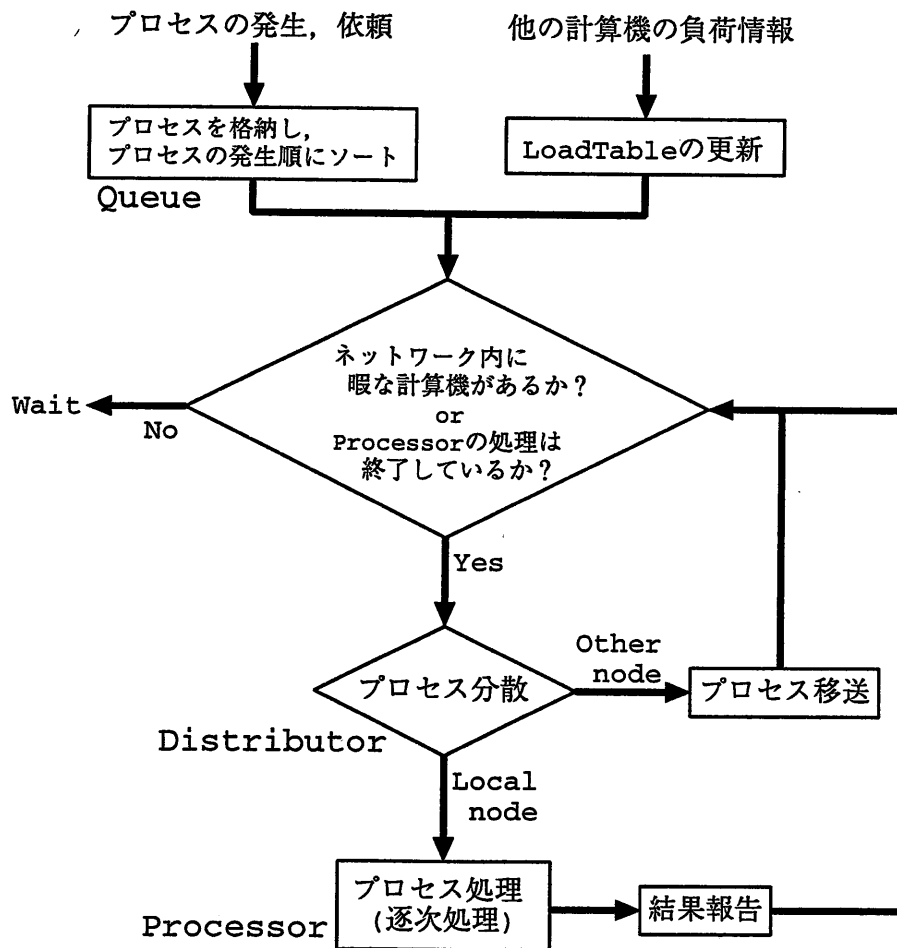 プロセスの発生，依頼
他の計算機の負荷情報
プロセスを格納し，
プロセスの発生順にソート
Queue
LoadTableの更新
ネットワーク内に
暇な計算機があるか？
or
Processorの処理は
終了しているか？
Wait
No
Yes
プロセス分散
Distributor
Other
node
プロセス移送
Local
node
プロセス処理
(逐次処理)
Processor
結果報告